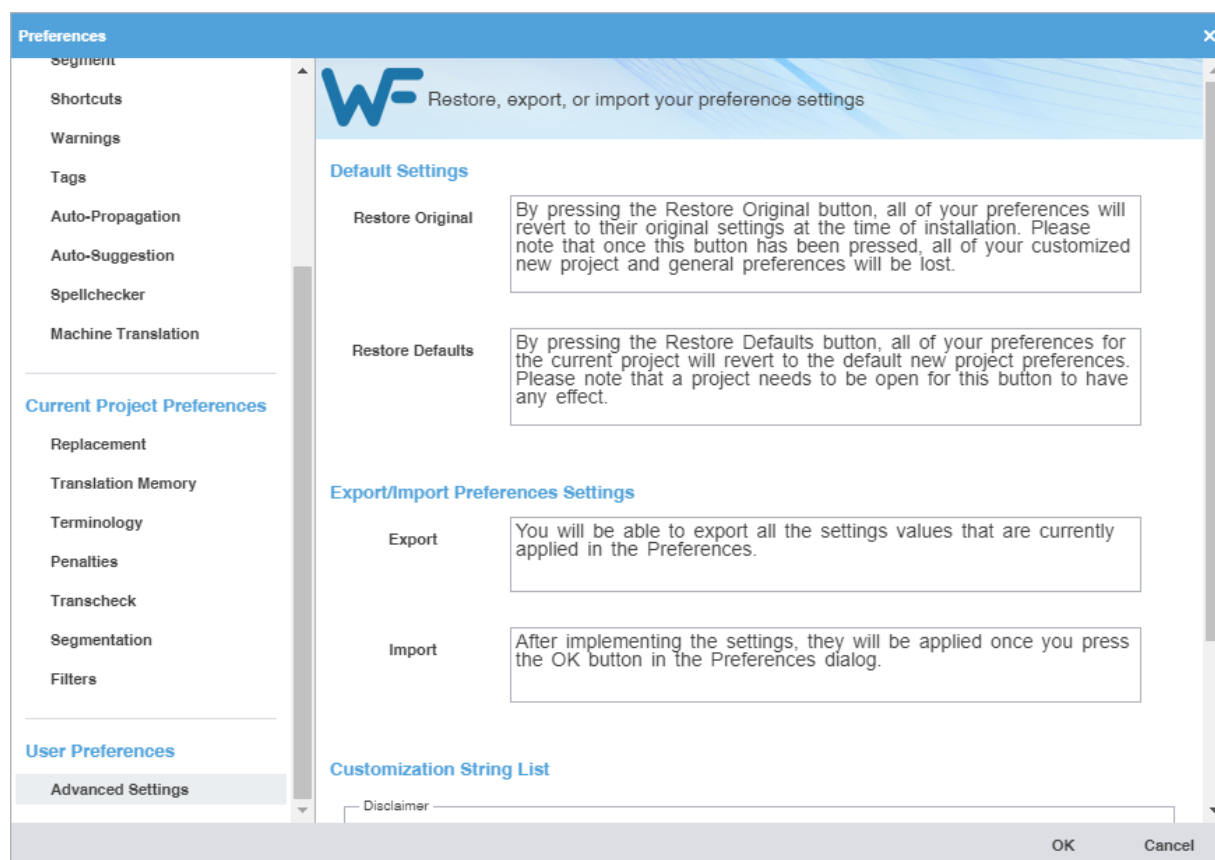 Preferences
Segment
Shortcuts
Warnings
Tags
Auto-Propagation
Auto-Suggestion
Spellchecker
Machine Translation
Current Project Preferences
Replacement
Translation Memory
Terminology
Penalties
Transcheck
Segmentation
Filters
User Preferences
Advanced Settings
WF
Restore, export, or import your preference settings
Default Settings
Restore Original
By pressing the Restore Original button, all of your preferences will
revert to their original settings at the time of installation. Please
note that once this button has been pressed, all of your customized
new project and general preferences will be lost.
Restore Defaults
By pressing the Restore Defaults button, all of your preferences for
the current project will revert to the default new project preferences.
Please note that a project needs to be open for this button to have
any effect.
Export/Import Preferences Settings
Export
You will be able to export all the settings values that are currently
applied in the Preferences.
Import
After implementing the settings, they will be applied once you press
the OK button in the Preferences dialog.
Customization String List
Disclaimer
OK
Cancel